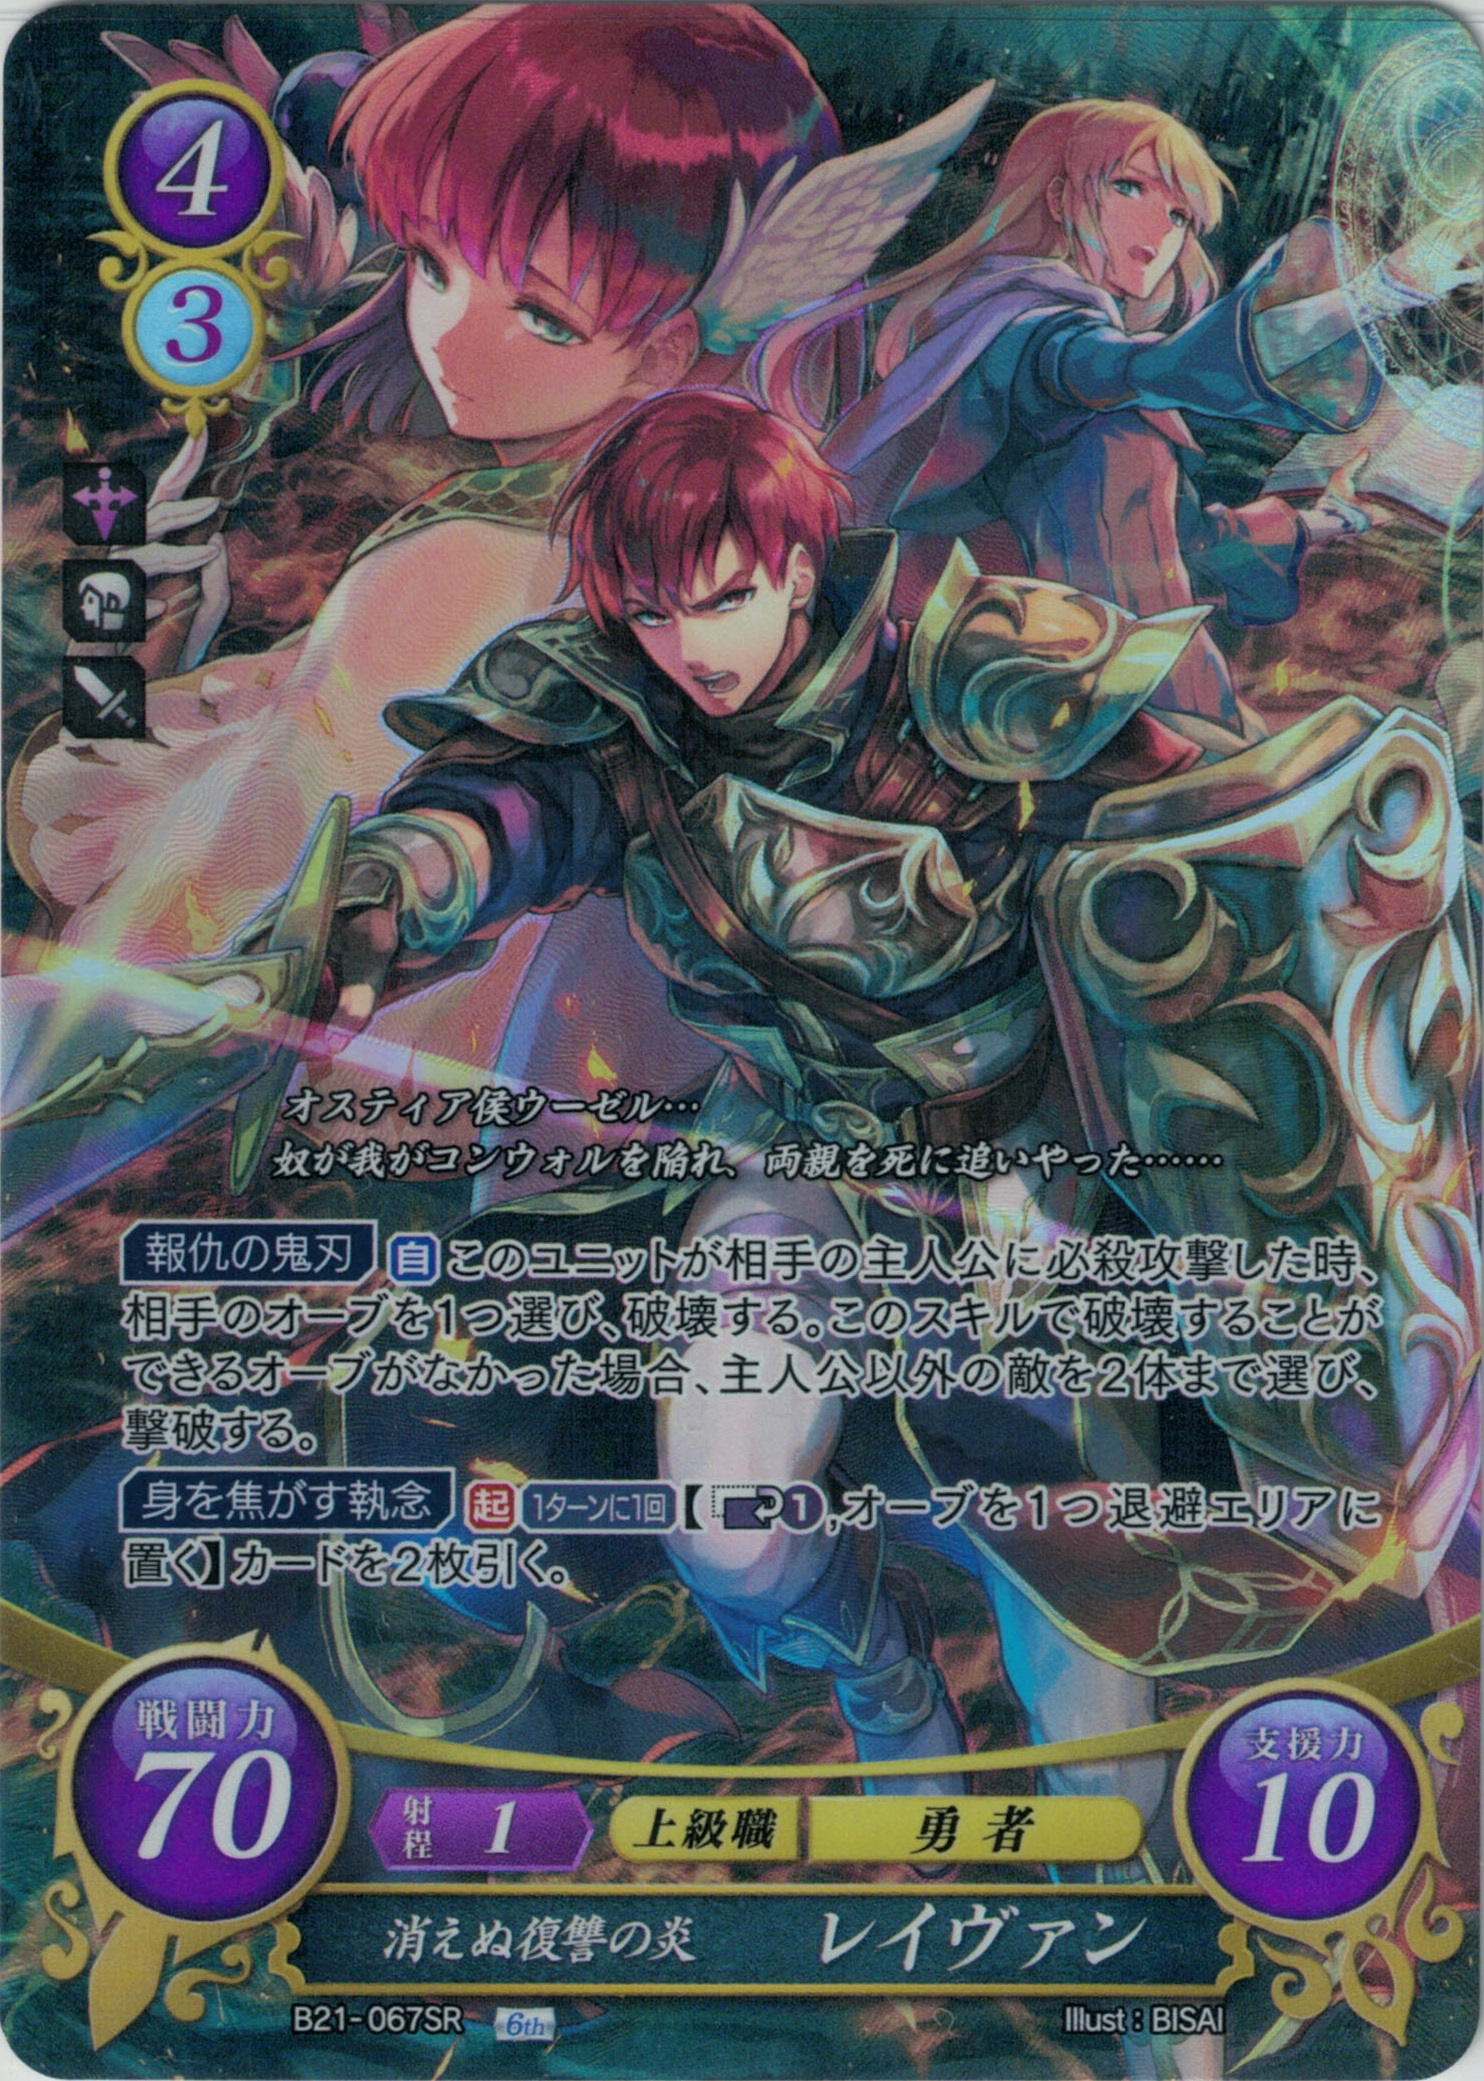 4
3
オスティア侯ウーゼル…
奴が我がコンウォルを陥れ、両親を死に追いやった……
報仇の鬼刃 自 このユニットが相手の主人公に必殺攻撃した時、
相手のオーブを1つ選び、破壊する。このスキルで破壊することが
できるオーブがなかった場合、主人公以外の敵を2体まで選び、
撃破する。
身を焦がす執念 起 1ターンに1回【1,オーブを1つ退避エリアに
置く】カードを2枚引く。
戦闘力
70
射程 1
上級職 勇者
支援力
10
消えぬ復讐の炎 レイヴァン
B21-067SR 6th Illust : BISAI